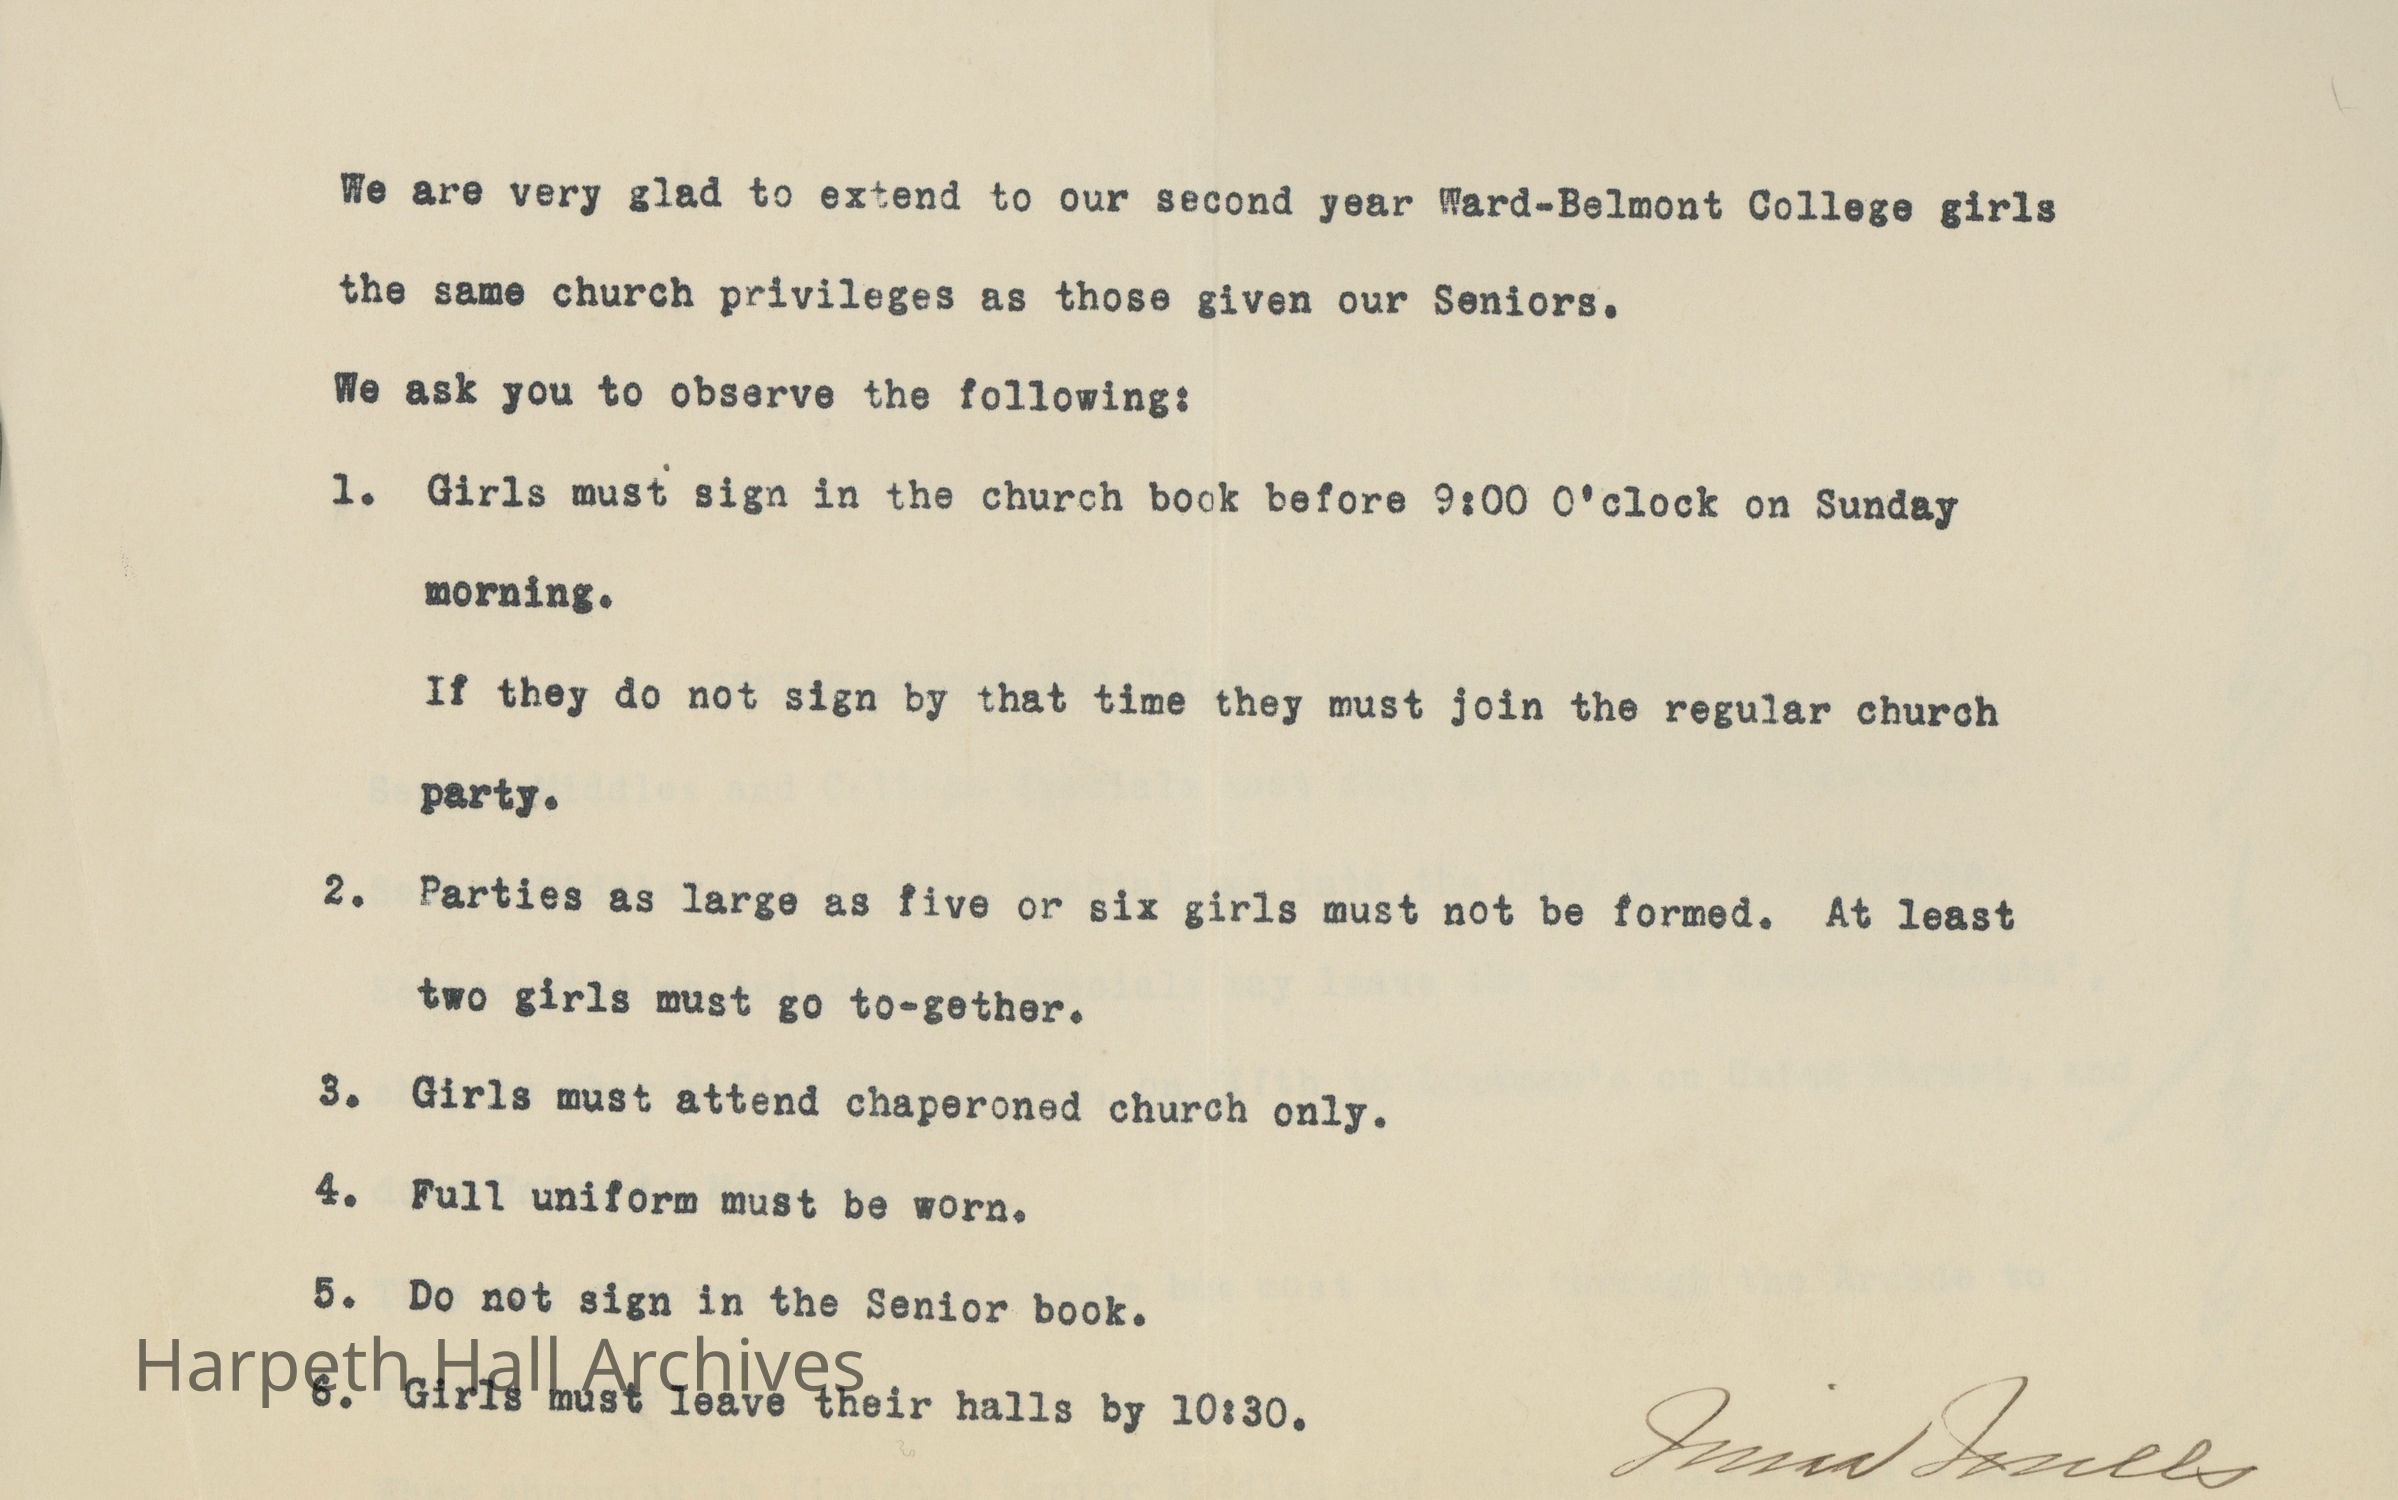 We are very glad to extend to our second year Ward-Belmont College girls
the same church privileges as those given our Seniors.
We ask you to observe the following:
1. Girls must sign in the church book before 9:00 O'clock on Sunday
morning.
If they do not sign by that time they must join the regular church
party.
2. Parties as large as five or six girls must not be formed. At least
two girls must go to-gether.
3. Girls must attend chaperoned church only.
4. Full uniform must be worn.
5. Do not sign in the Senior book.
Harpeth Hall Archives
6. Girls must leave their halls by 10:30.